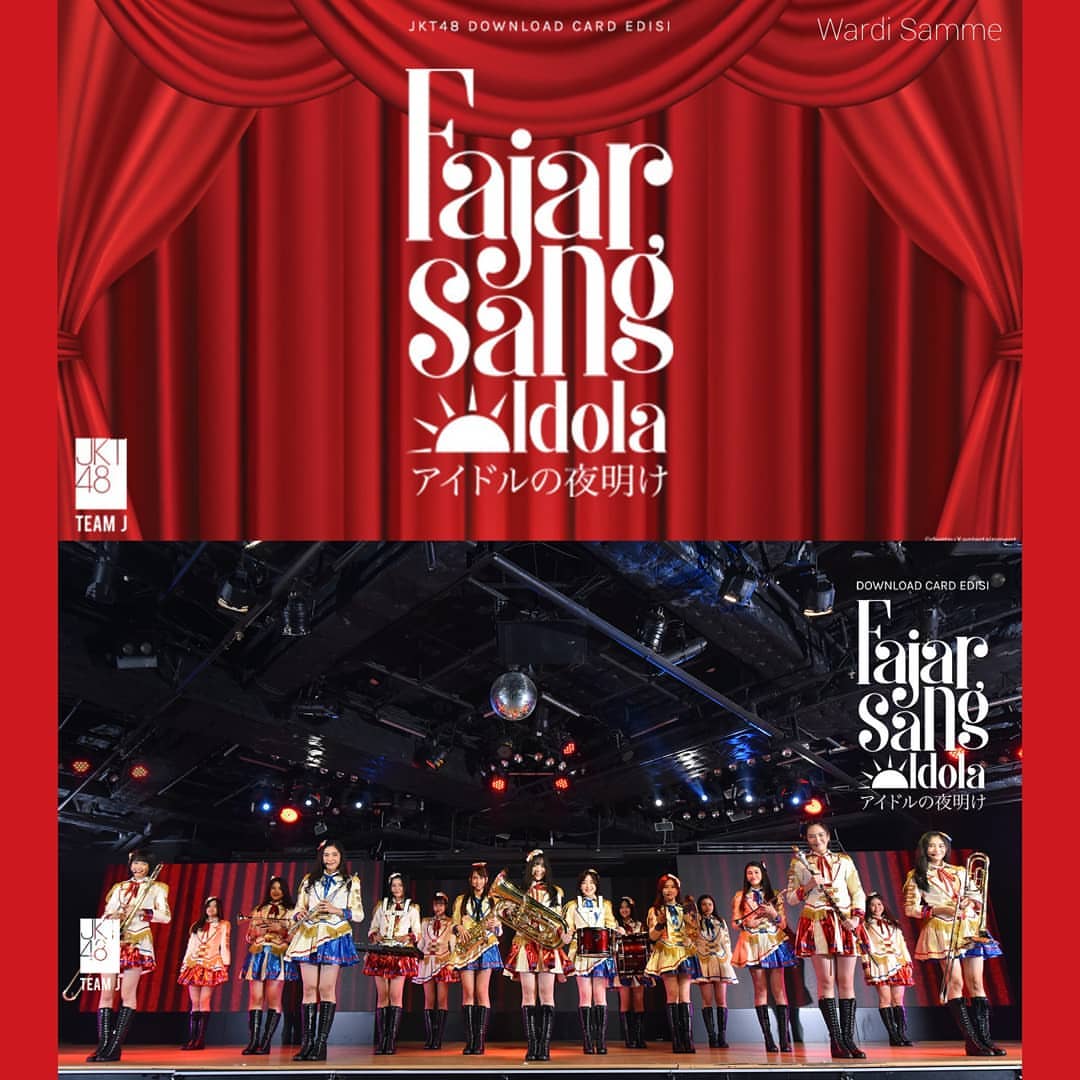 JKT48 DOWNLOAD CARD EDISI
Wardi Samme
Fajar
sang
Idola
アイドルの夜明け
JKT
48
TEAM J
DOWNLOAD CARD EDISI
Fajar
sang
Idola
アイドルの夜明け
JKT
48
TEAM J